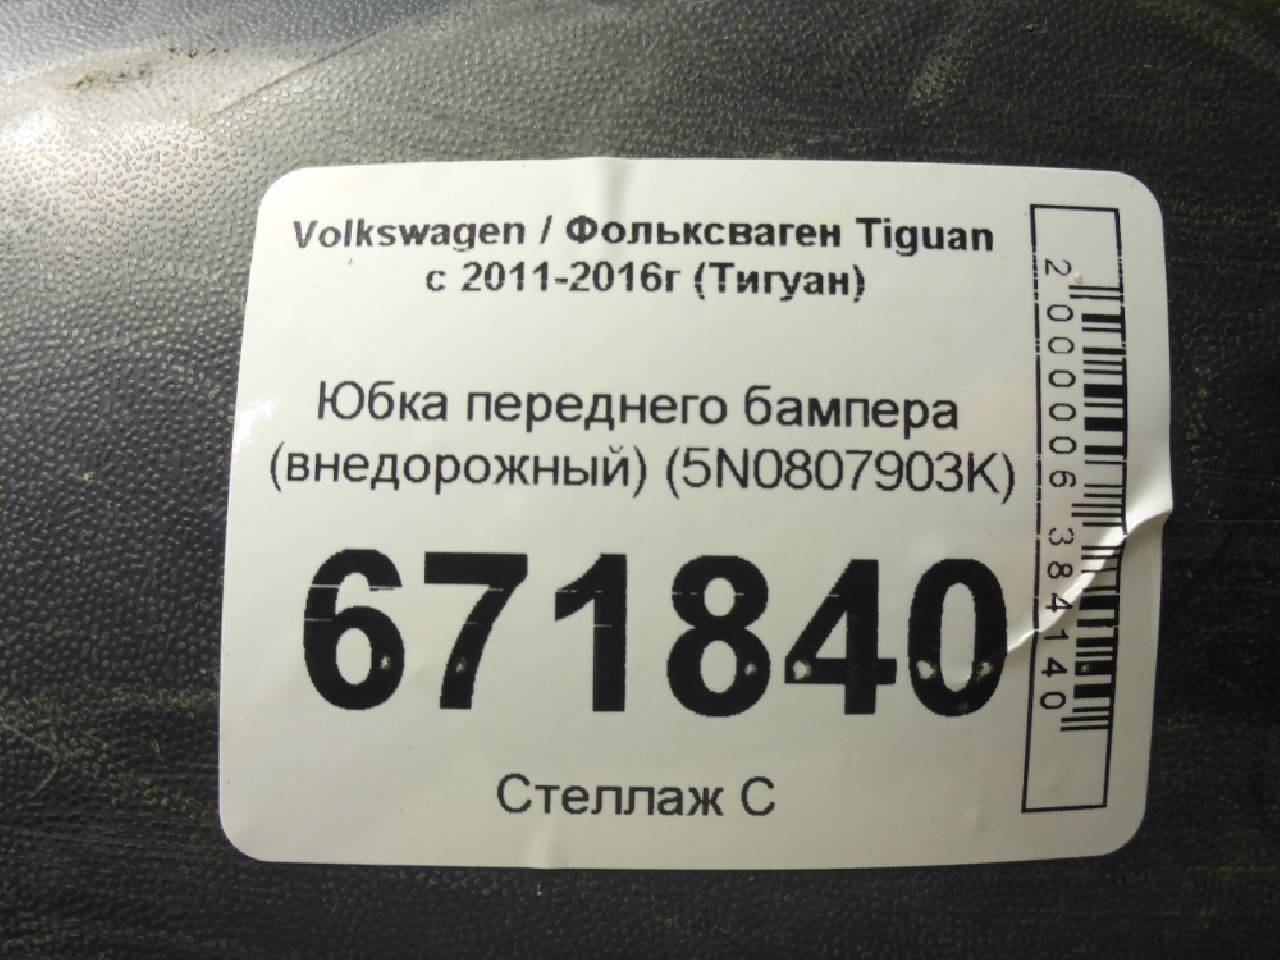 Volkswagen / Фольксваген Tiguan
с 2011-2016г (Тигуан)
Юбка переднего бампера
(внедорожный) (5N0807903K)
671840
Стеллаж С
2000006384140